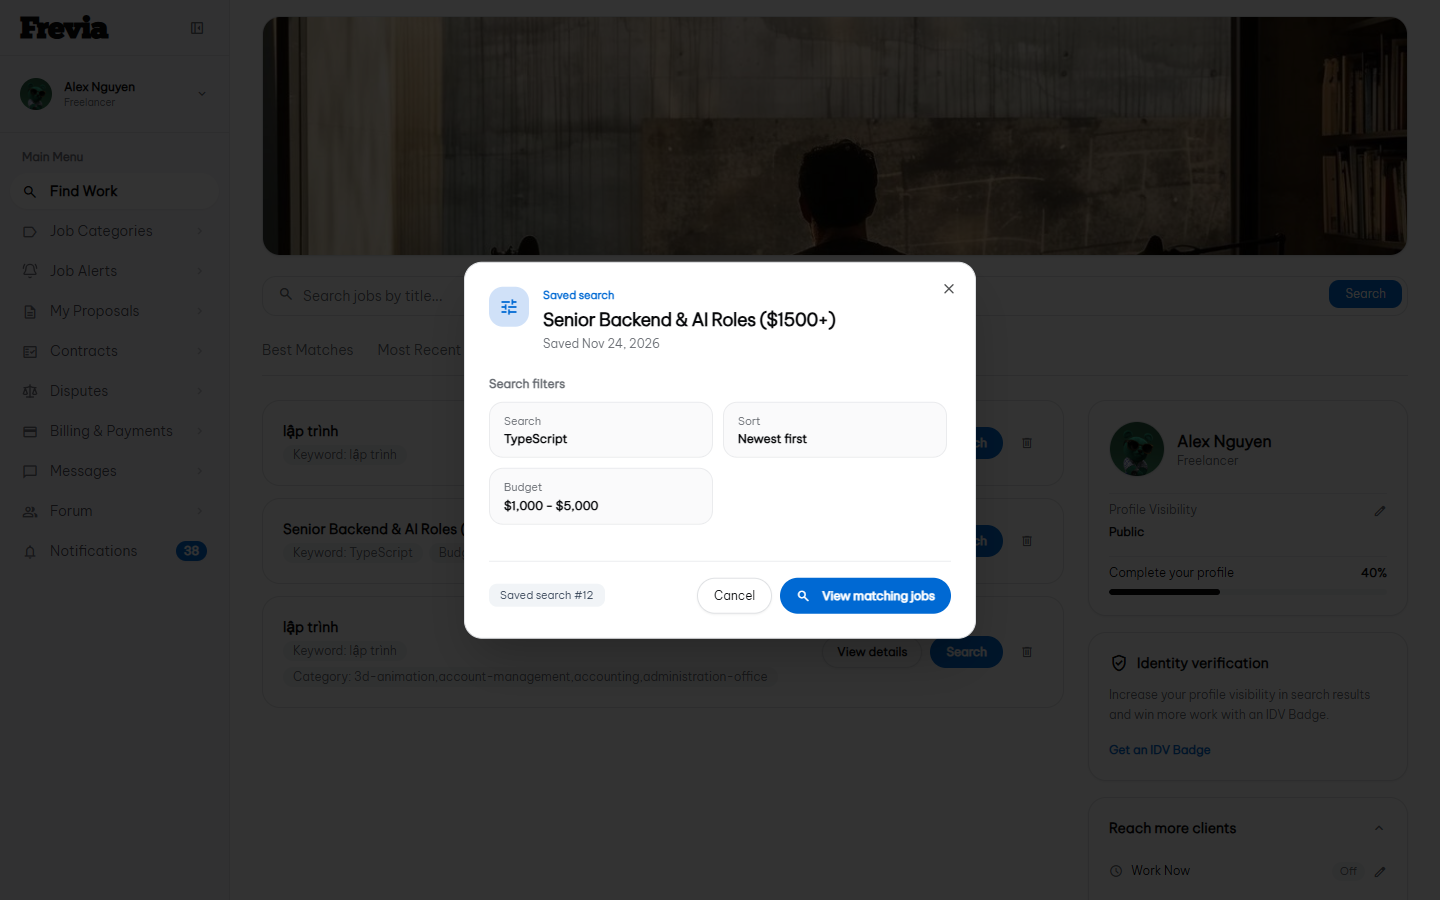 Frevia
Alex Nguyen
Freelancer
Main Menu
Find Work
Job Categories
Job Alerts
My Proposals
Contracts
Disputes
Billing & Payments
Messages
Forum
Notifications
38
Search jobs by title...
Search
Best Matches
Most Recent
lập trình
Keyword: lập trình
Senior Backend & AI Roles (
Keyword: TypeScript
lập trình
Keyword: lập trình
Category: 3d-animation,account-management,accounting,administration-office
View details
Search
Saved search
Senior Backend & AI Roles ($1500+)
Saved Nov 24, 2026
Search filters
Search
TypeScript
Sort
Newest first
Budget
$1,000 - $5,000
Saved search #12
Cancel
View matching jobs
Alex Nguyen
Freelancer
Profile Visibility
Public
Complete your profile
40%
Identity verification
Increase your profile visibility in search results
and win more work with an IDV Badge.
Get an IDV Badge
Reach more clients
Work Now
Off